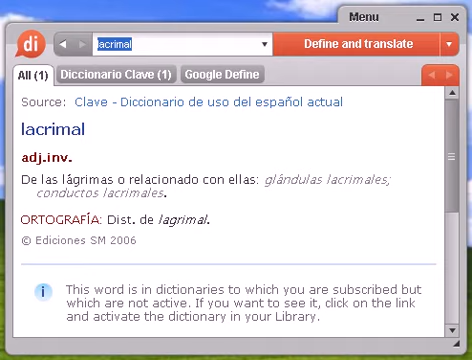 Menu
di
lacrimal
Define and translate
All (1)
Diccionario Clave (1)
Google Define
Source: Clave - Diccionario de uso del español actual
lacrimal
adj.inv.
De las lágrimas o relacionado con ellas: glándulas lacrimales;
conductos lacrimales.
ORTOGRAFÍA: Dist. de lagrimal.
© Ediciones SM 2006
i
This word is in dictionaries to which you are subscribed but
which are not active. If you want to see it, click on the link
and activate the dictionary in your Library.